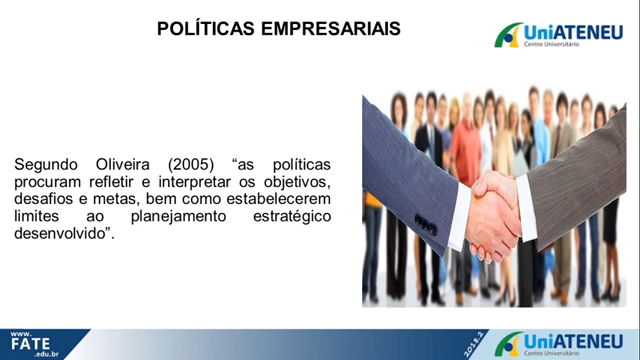 POLÍTICAS EMPRESARIAIS
UniATENEU
Centro Universitário
Segundo Oliveira (2005) “as políticas
procuram refletir e interpretar os objetivos,
desafios e metas, bem como estabelecerem
limites ao planejamento estratégico
desenvolvido”.
www.
FATE
.edu.br
2018.2
UniATENEU
Centro Universitário